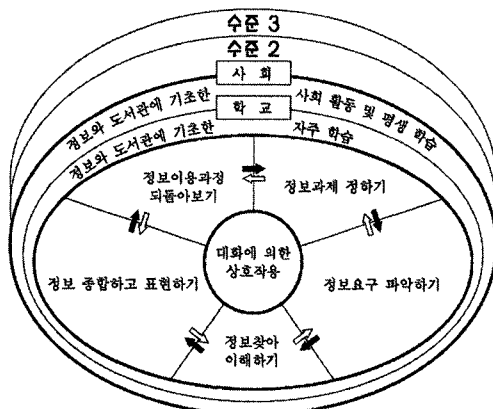 수준 3
수준 2
사 회
정보와 도서관에 기초한
사회 활동 및 평생 학습
학 교
정보와 도서관에 기초한
자주 학습
정보이용과정
되돌아보기
정보과제 정하기
대화에 의한
상호작용
정보 종합하고 표현하기
정보요구 파악하기
정보찾아
이해하기